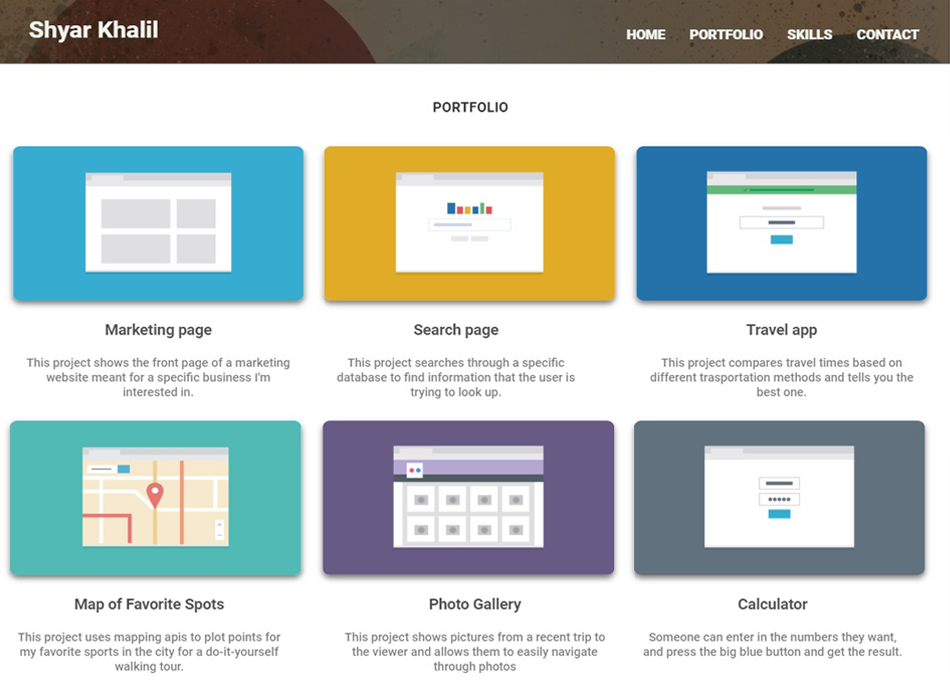 Shyar Khalil
HOME PORTFOLIO SKILLS CONTACT
PORTFOLIO
Marketing page
This project shows the front page of a marketing
website meant for a specific business I'm
interested in.
Search page
This project searches through a specific
database to find information that the user is
trying to look up.
Travel app
This project compares travel times based on
different trasportation methods and tells you the
best one.
Map of Favorite Spots
This project uses mapping apis to plot points for
my favorite sports in the city for a do-it-yourself
walking tour.
Photo Gallery
This project shows pictures from a recent trip to
the viewer and allows them to easily navigate
through photos
Calculator
Someone can enter in the numbers they want,
and press the big blue button and get the result.